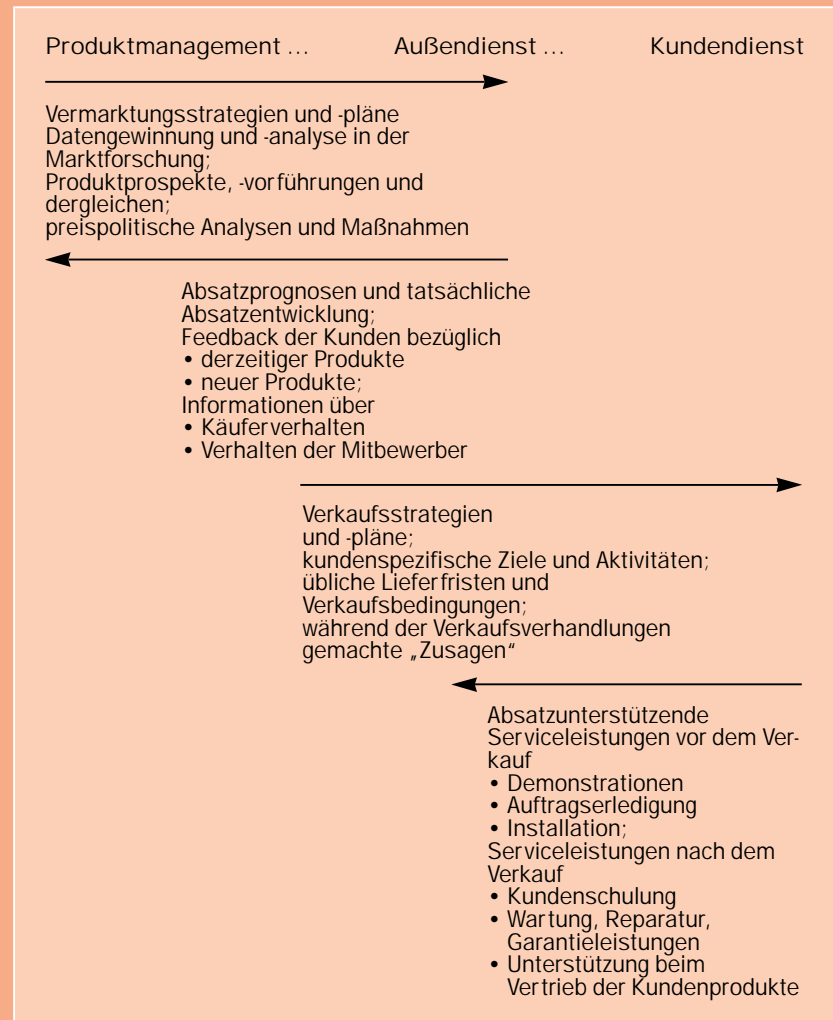 Produktmanagement ... Außendienst ... Kundendienst
Vermarktungsstrategien und -pläne
Datengewinnung und -analyse in der
Marktforschung;
Produktprospekte, -vorführungen und
dergleichen;
preispolitische Analysen und Maßnahmen
Absatzprognosen und tatsächliche
Absatzentwicklung;
Feedback der Kunden bezüglich
• derzeitiger Produkte
• neuer Produkte;
Informationen über
• Käuferverhalten
• Verhalten der Mitbewerber
Verkaufsstrategien
und -pläne;
kundenspezifische Ziele und Aktivitäten;
übliche Lieferfristen und
Verkaufsbedingungen;
während der Verkaufsverhandlungen
gemachte „Zusagen“
Absatzunterstützende
Serviceleistungen vor dem Ver-
kauf
• Demonstrationen
• Auftragserledigung
• Installation;
Serviceleistungen nach dem
Verkauf
• Kundenschulung
• Wartung, Reparatur,
Garantieleistungen
• Unterstützung beim
Vertrieb der Kundenprodukte